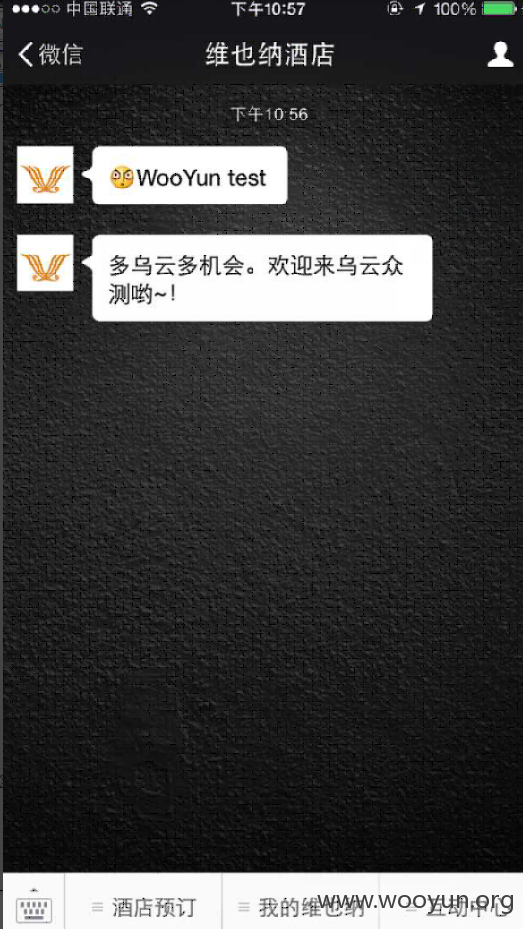 中国联通 下午10:57 100%
微信 维也纳酒店
下午10:56
WooYun test
多乌云多机会。欢迎来乌云众
测哟~!
酒店预订 我的维也纳 互动中心
www.wooyun.org